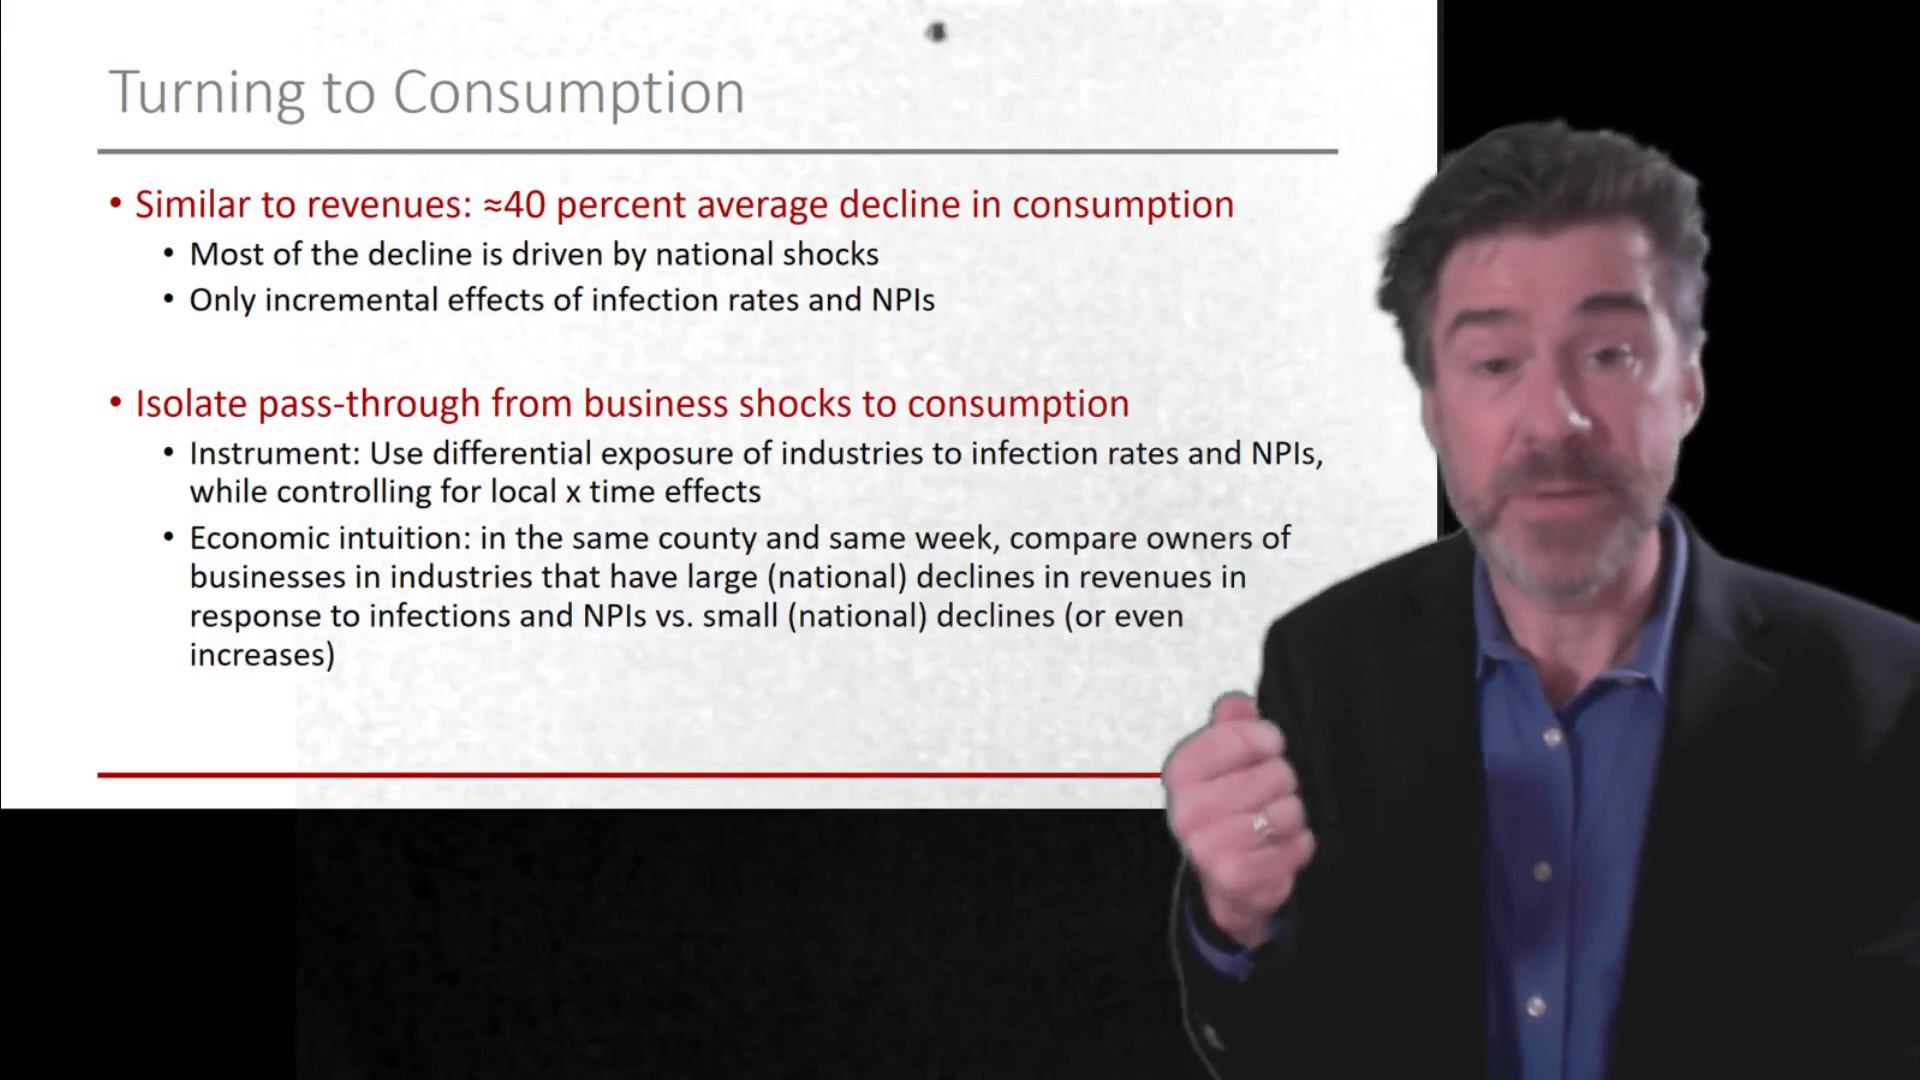 Turning to Consumption
• Similar to revenues: ≈40 percent average decline in consumption
• Most of the decline is driven by national shocks
• Only incremental effects of infection rates and NPIs
• Isolate pass-through from business shocks to consumption
• Instrument: Use differential exposure of industries to infection rates and NPIs,
while controlling for local x time effects
• Economic intuition: in the same county and same week, compare owners of
businesses in industries that have large (national) declines in revenues in
response to infections and NPIs vs. small (national) declines (or even
increases)